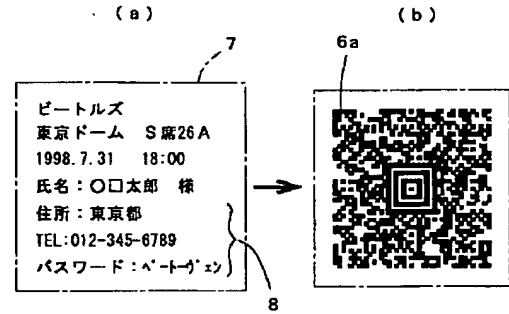 (a) (b)
7 6a
ビートルズ
東京ドーム S席26A
1998.7.31 18:00
氏名:〇□太郎 様
住所:東京都
TEL:012-345-6789
パスワード:ベートーヴェン
8